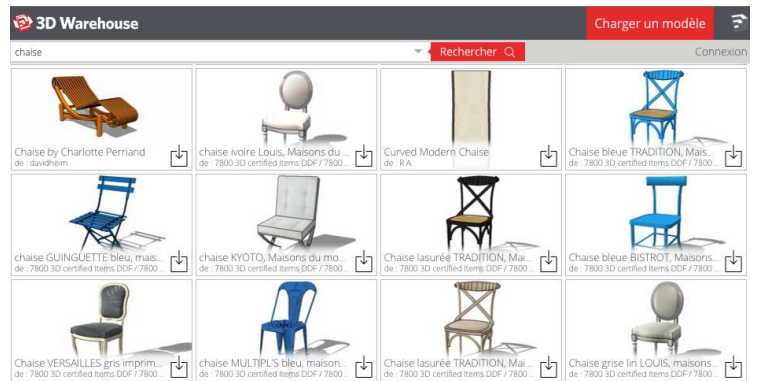 3D Warehouse
Charger un modèle
chaise
Rechercher
Connexion
Chaise by Charlotte Perriand
de : davidheim
chaise ivoire Louis, Maisons du ...
de : 7800 3D certified Items DDF / 7800 ...
Curved Modern Chaise
de : R A.
Chaise bleue TRADITION, Mais...
de : 7800 3D certified Items DDF / 7800 ...
chaise GUINGUETTE bleu, mais...
de : 7800 3D certified Items DDF / 7800 ...
chaise KYOTO, Maisons du mo...
de : 7800 3D certified Items DDF / 7800 ...
Chaise lasurée TRADITION, Mai...
de : 7800 3D certified Items DDF / 7800 ...
Chaise bleue BISTROT, Maisons...
de : 7800 3D certified Items DDF / 7800 ...
Chaise VERSAILLES gris imprim...
de : 7800 3D certified Items DDF / 7800 ...
chaise MULTIPL'S bleu, maison...
de : 7800 3D certified Items DDF / 7800 ...
Chaise lasurée TRADITION, Mai...
de : 7800 3D certified Items DDF / 7800 ...
Chaise grise lin LOUIS, maisons...
de : 7800 3D certified Items DDF / 7800 ...